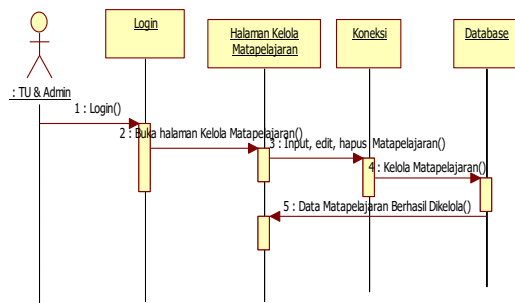 Login
Halaman Kelola
Matapelajaran
Koneksi
Database
: TU & Admin
1 : Login()
2 : Buka halaman Kelola Matapelajaran()
3 : Input, edit, hapus Matapelajaran()
4 : Kelola Matapelajaran()
5 : Data Matapelajaran Berhasil Dikelola()